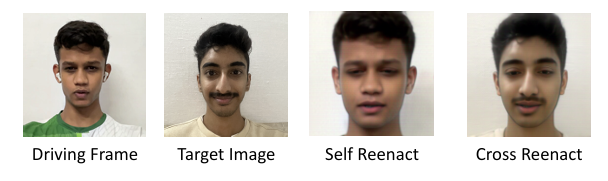 Driving Frame
Target Image
Self Reenact
Cross Reenact